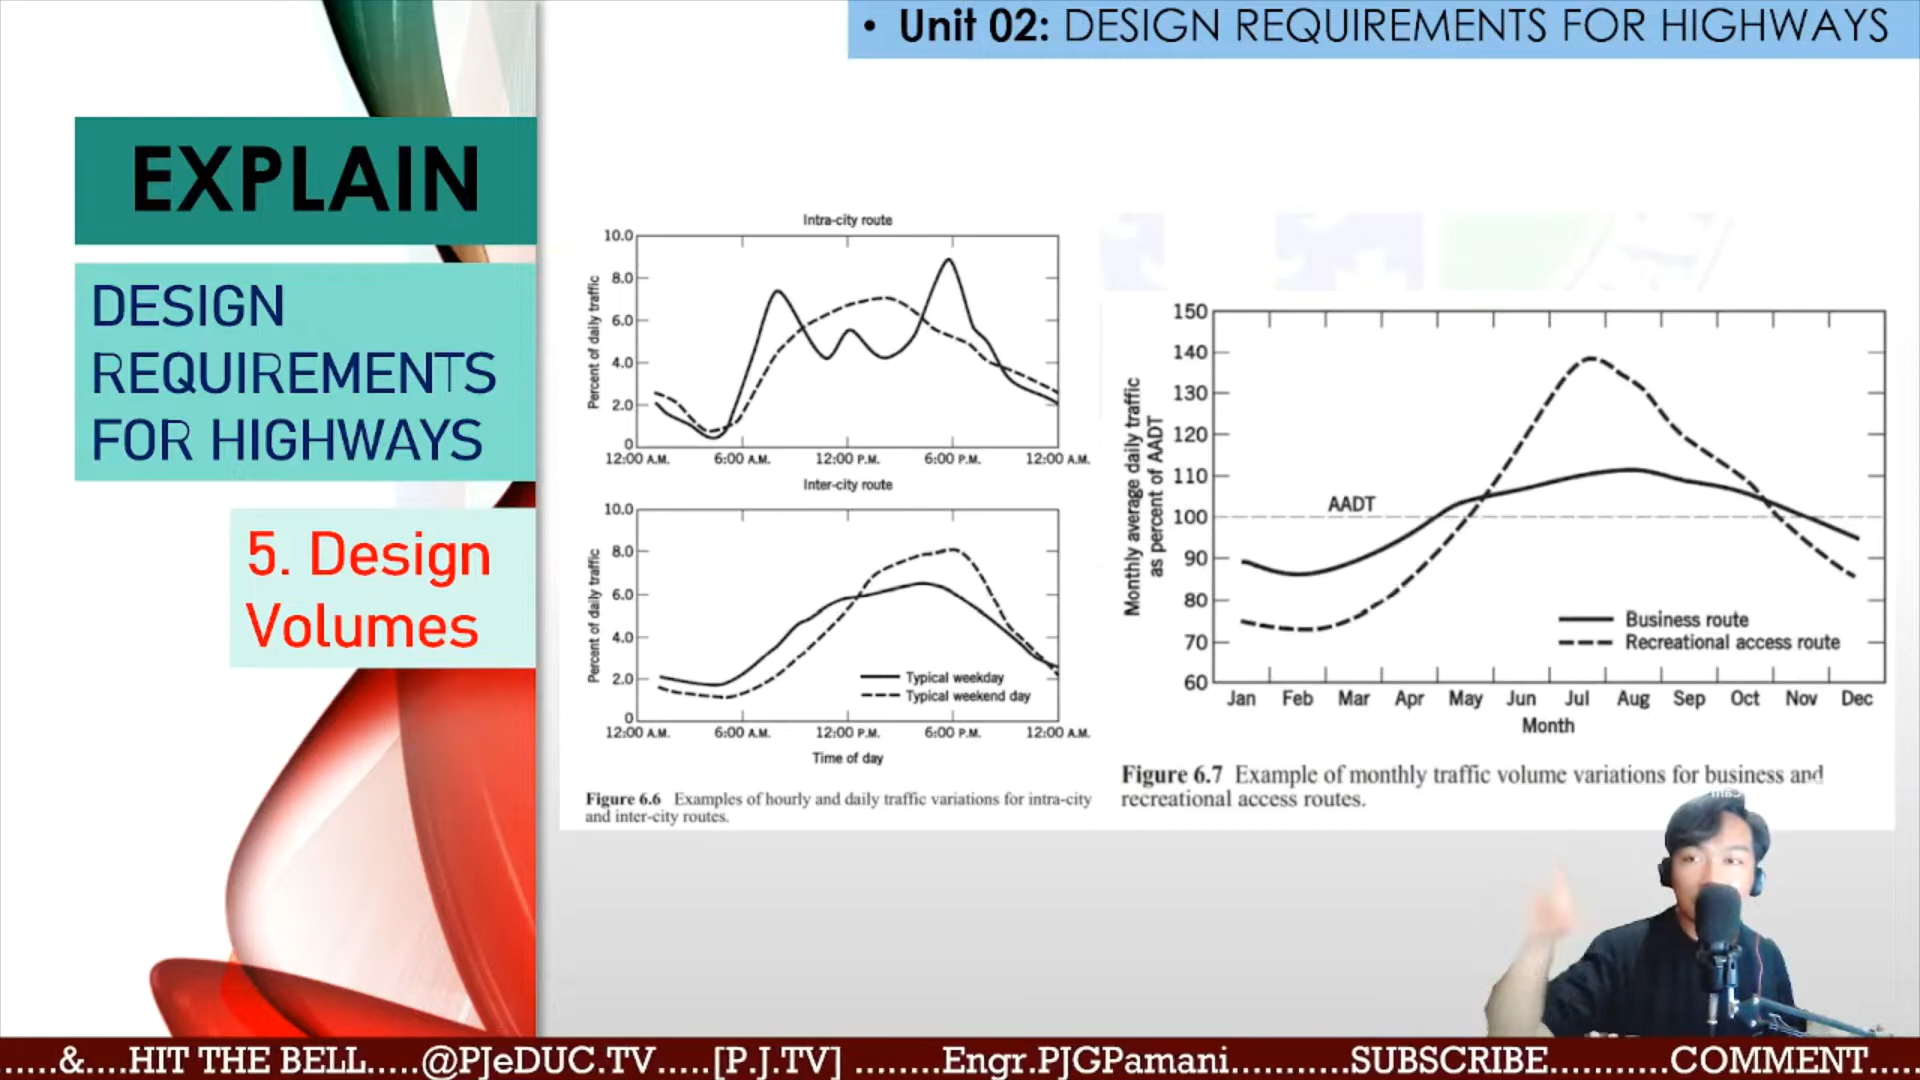 • Unit 02: DESIGN REQUIREMENTS FOR HIGHWAYS
EXPLAIN
DESIGN
REQUIREMENTS
FOR HIGHWAYS
5. Design
Volumes
Intra-city route
Percent of daily traffic
10.0
8.0
6.0
4.0
2.0
0
12:00 A.M. 6:00 A.M. 12:00 P.M. 6:00 P.M. 12:00 A.M.
Inter-city route
Percent of daily traffic
10.0
8.0
6.0
4.0
2.0
0
Typical weekday
Typical weekend day
12:00 A.M. 6:00 A.M. 12:00 P.M. 6:00 P.M. 12:00 A.M.
Time of day
Figure 6.6 Examples of hourly and daily traffic variations for intra-city
and inter-city routes.
Monthly average daily traffic
as percent of AADT
150
140
130
120
110
100
90
80
70
60
AADT
Business route
Recreational access route
Jan Feb Mar Apr May Jun Jul Aug Sep Oct Nov Dec
Month
Figure 6.7 Example of monthly traffic volume variations for business and
recreational access routes.
......&....HIT THE BELL.....@PJeDUC.TV.....[P.J.TV] ........Engr.PJGPamani...........SUBSCRIBE..........COMMENT.....